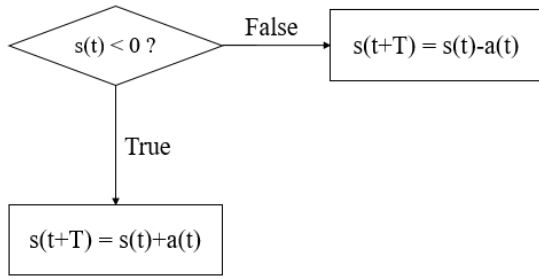 s(t) < 0 ?
False
s(t+T) = s(t)-a(t)
True
s(t+T) = s(t)+a(t)